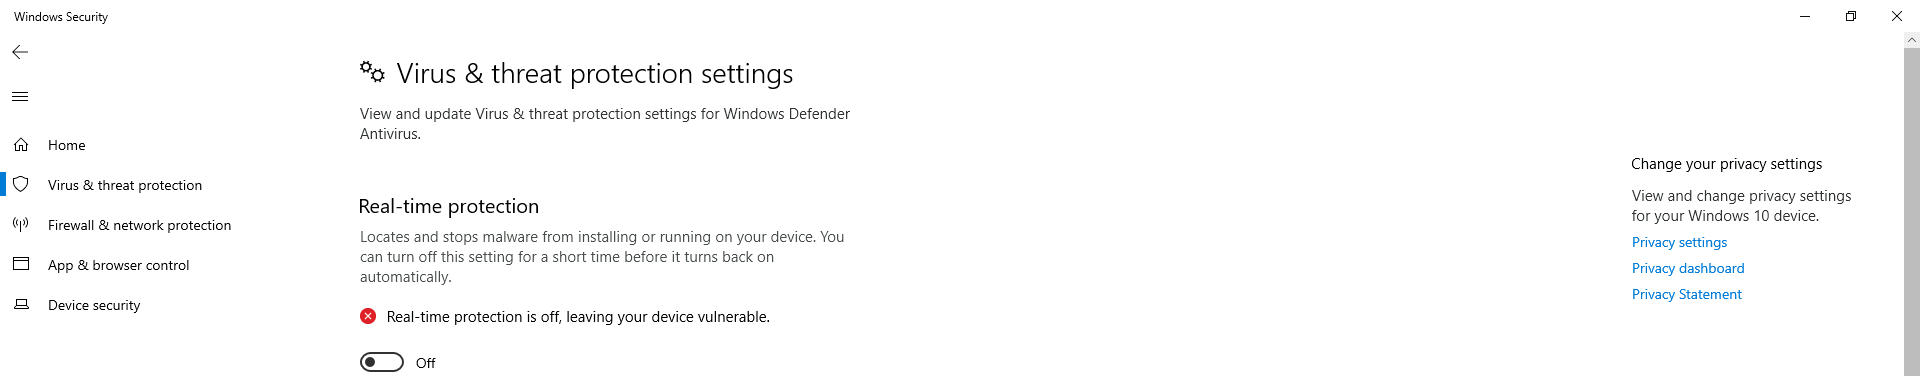 Windows Security
Home
Virus & threat protection
Firewall & network protection
App & browser control
Device security
Virus & threat protection settings
View and update Virus & threat protection settings for Windows Defender
Antivirus.
Real-time protection
Locates and stops malware from installing or running on your device. You
can turn off this setting for a short time before it turns back on
automatically.
Real-time protection is off, leaving your device vulnerable.
Off
Change your privacy settings
View and change privacy settings
for your Windows 10 device.
Privacy settings
Privacy dashboard
Privacy Statement